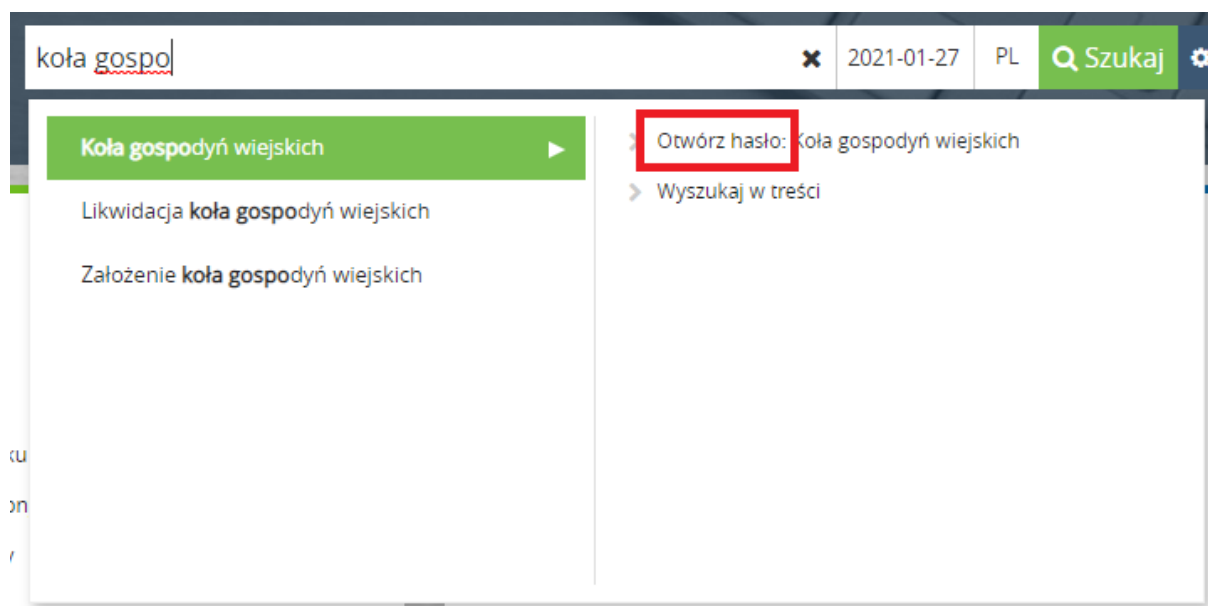 koła gospo
2021-01-27 PL Szukaj
Koła gospodyń wiejskich
Likwidacja koła gospodyń wiejskich
Założenie koła gospodyń wiejskich
Otwórz hasło: Koła gospodyń wiejskich
Wyszukaj w treści